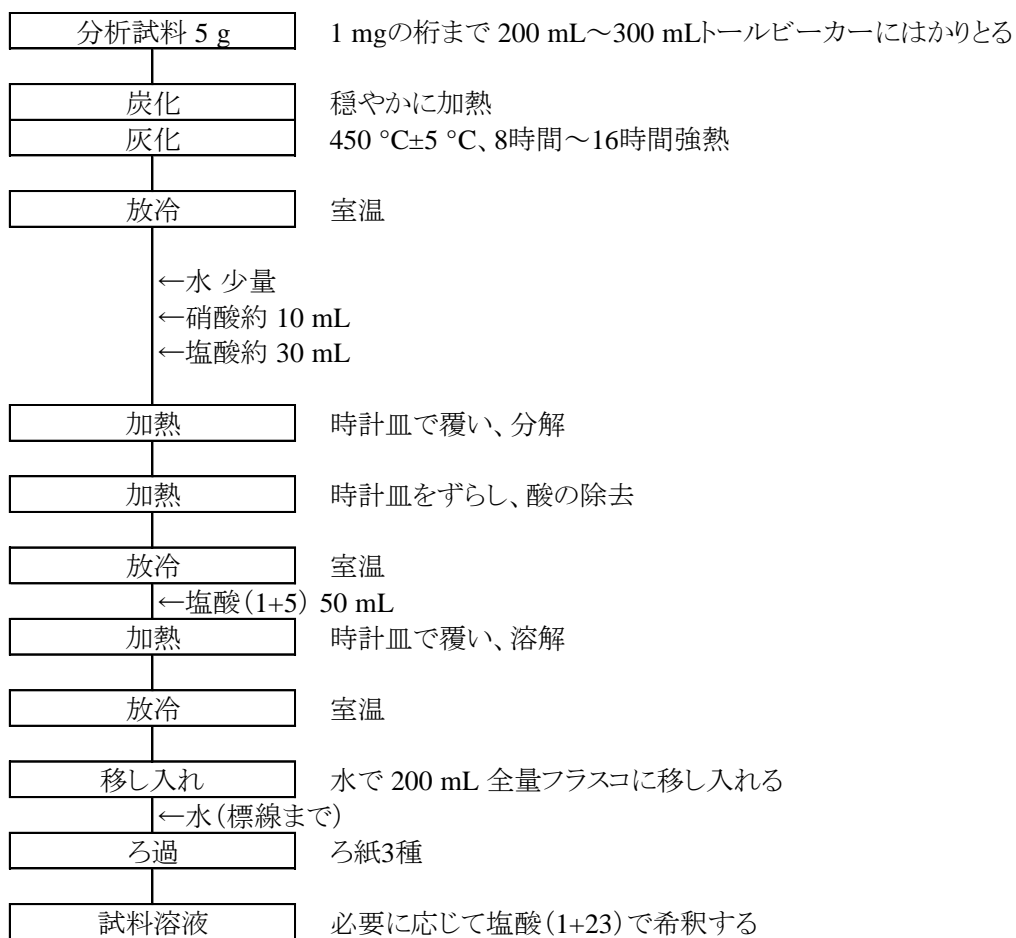 分析試料 5 g 1 mgの桁まで 200 mL~300 mLトールビーカーにはかりとる
炭化 穏やかに加熱
灰化 450 °C±5 °C、8時間~16時間強熱
放冷 室温
←水 少量
←硝酸約 10 mL
←塩酸約 30 mL
加熱 時計皿で覆い、分解
加熱 時計皿をずらし、酸の除去
放冷 室温
←塩酸(1+5) 50 mL
加熱 時計皿で覆い、溶解
放冷 室温
移し入れ 水で 200 mL 全量フラスコに移し入れる
←水(標線まで)
ろ過 ろ紙3種
試料溶液 必要に応じて塩酸(1+23)で希釈する